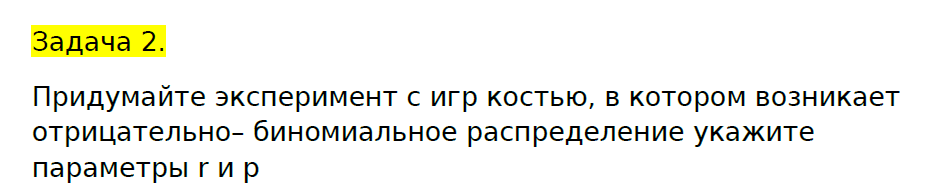 Задача 2.
Придумайте эксперимент с игр костью, в котором возникает
отрицательно– биномиальное распределение укажите
параметры r и p